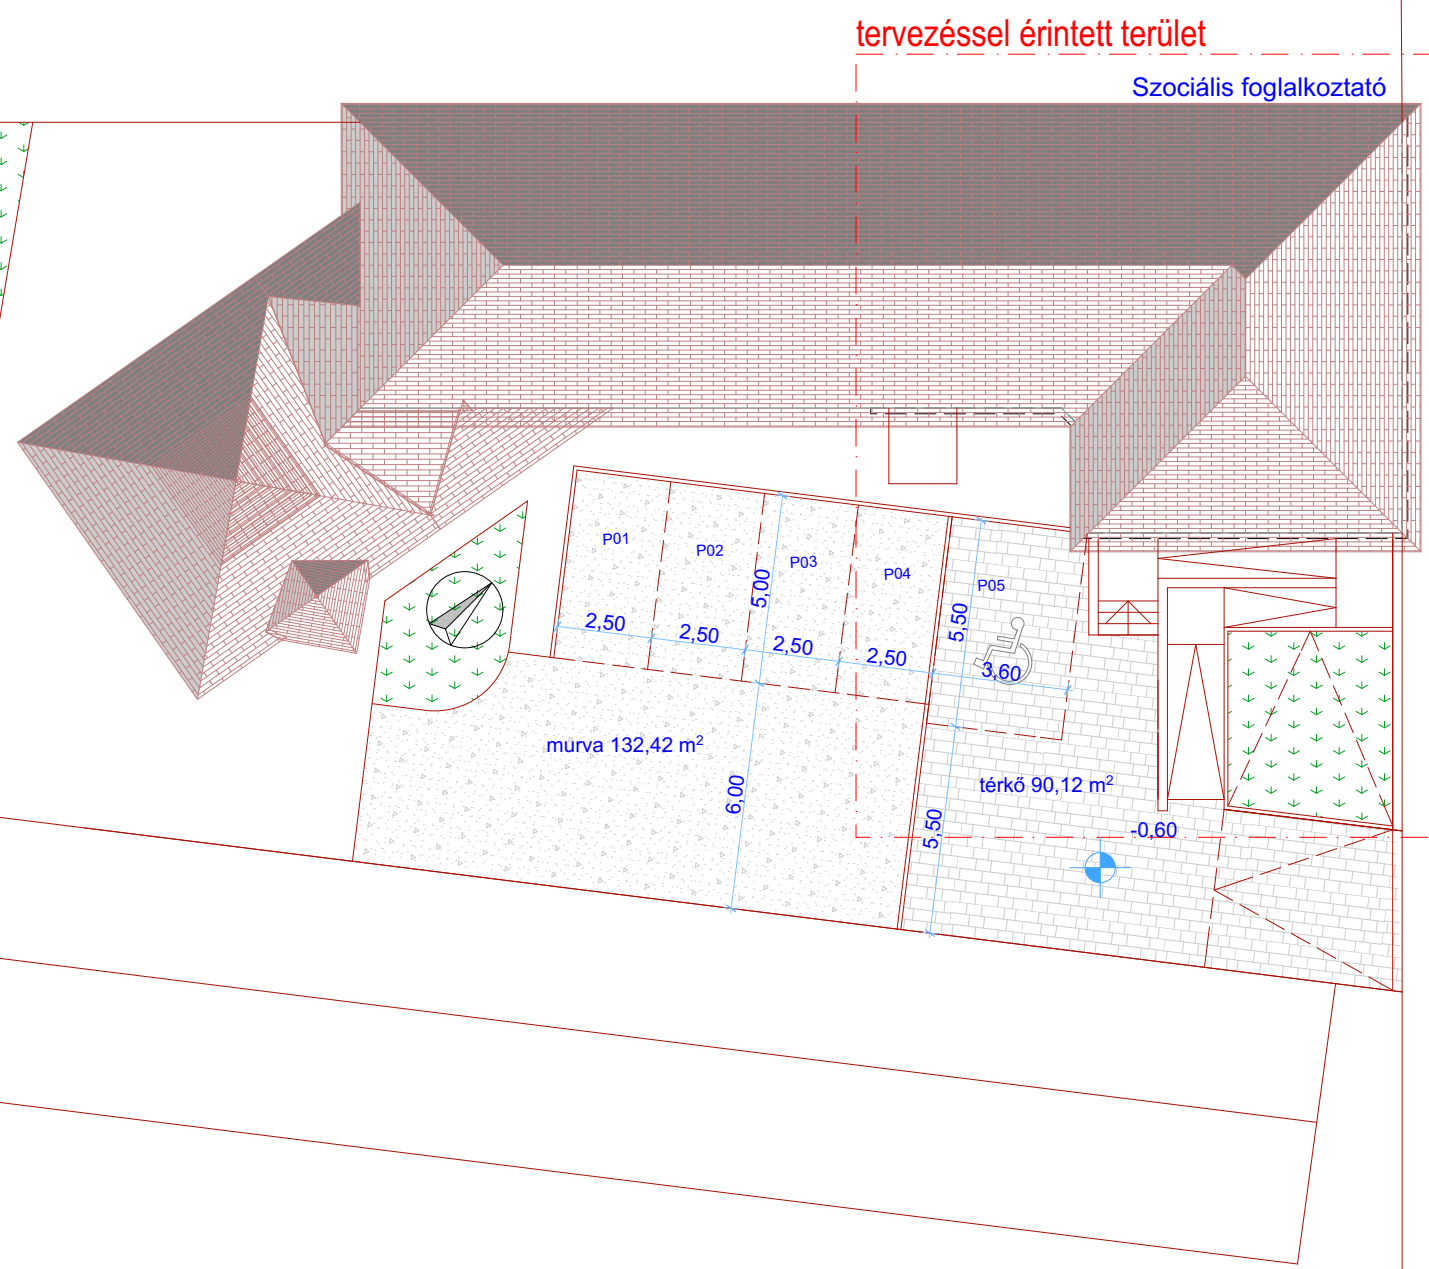 tervezéssel érintett terület
Szociális foglalkoztató
P01
P02
P03
P04
P05
5,00
5,50
2,50
2,50
2,50
2,50
3,60
murva 132,42 m²
térkő 90,12 m²
6,00
5,50
-0,60